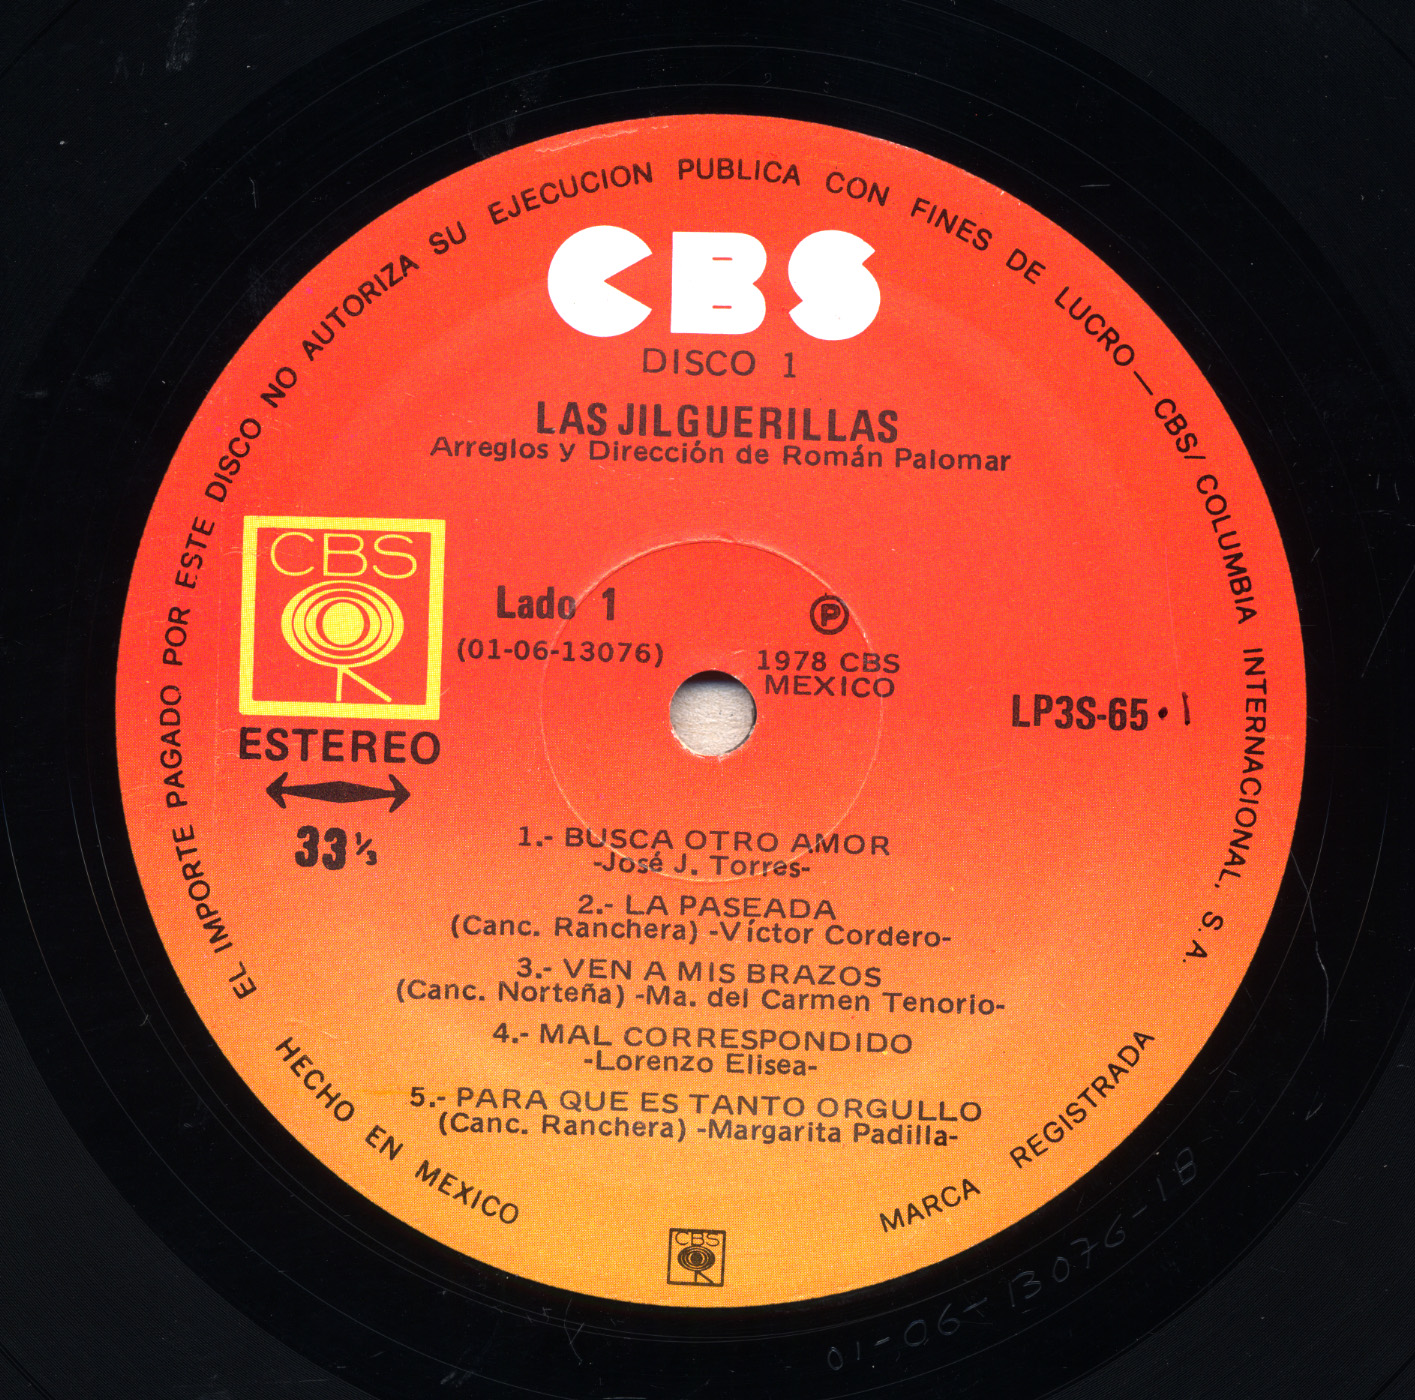 EL IMPORTE PAGADO POR ESTE DISCO NO AUTORIZA SU EJECUCION PUBLICA CON FINES DE LUCRO — CBS/ COLUMBIA INTERNACIONAL, S.A.
CBS
DISCO 1
LAS JILGUERILLAS
Arreglos y Dirección de Román Palomar
CBS
ESTEREO
33 1/3
Lado 1
(01-06-13076)
Ⓟ
1978 CBS
MEXICO
LP3S-65·1
1.- BUSCA OTRO AMOR
-José J. Torres-
2.- LA PASEADA
(Canc. Ranchera) -Víctor Cordero-
3.- VEN A MIS BRAZOS
(Canc. Norteña) -Ma. del Carmen Tenorio-
4.- MAL CORRESPONDIDO
-Lorenzo Elisea-
5.- PARA QUE ES TANTO ORGULLO
(Canc. Ranchera) -Margarita Padilla-
HECHO EN MEXICO
CBS
MARCA REGISTRADA
01-06-13076-1B